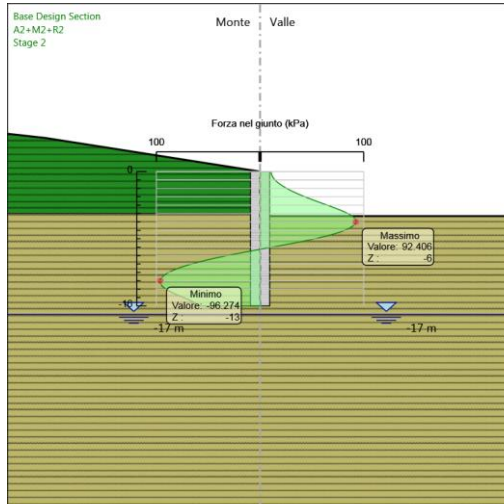 Base Design Section
A2+M2+R2
Stage 2
Monte
Valle
Forza nel giunto (kPa)
100
100
0
Massimo
Valore: 92.406
Z : -6
Minimo
Valore: -96.274
Z : -13
-17 m
-17 m